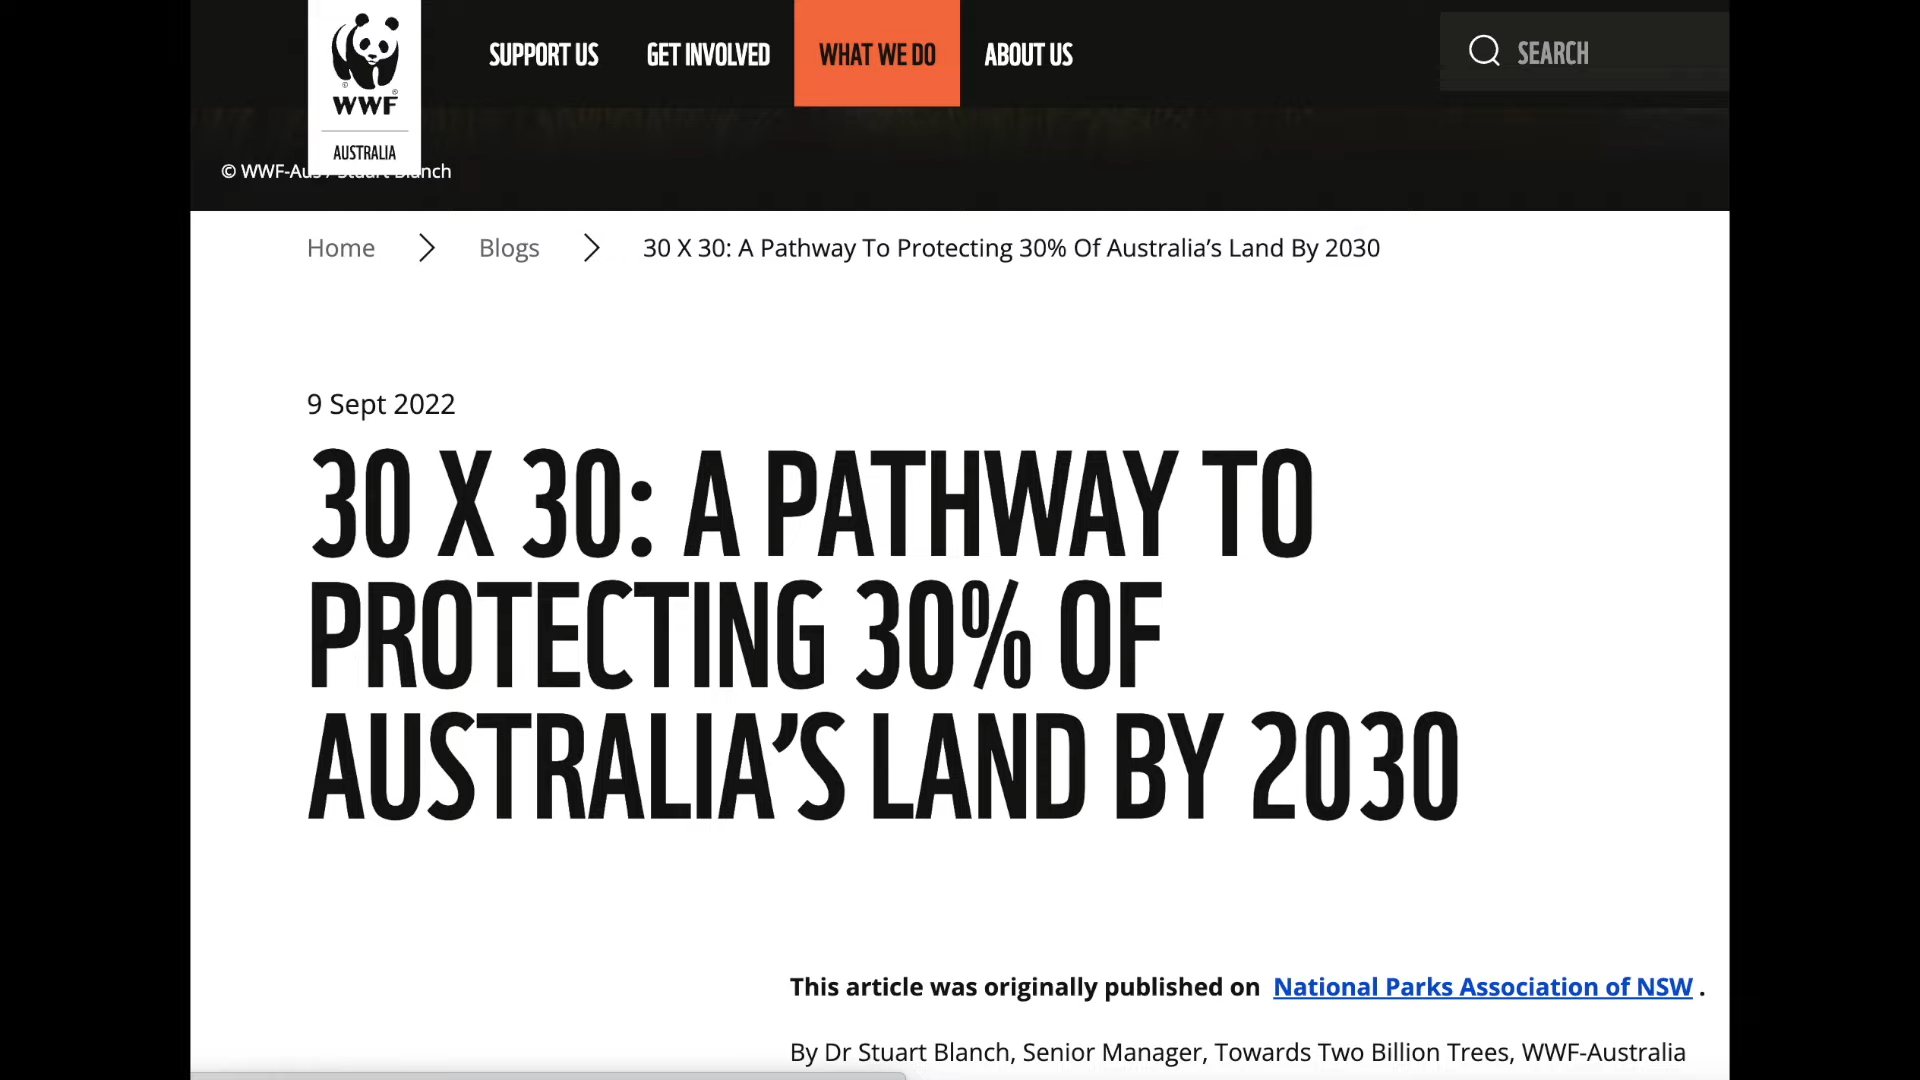 WWF
AUSTRALIA
SUPPORT US
GET INVOLVED
WHAT WE DO
ABOUT US
SEARCH
© WWF-Aus / Stuart Blanch
Home
Blogs
30 X 30: A Pathway To Protecting 30% Of Australia’s Land By 2030
9 Sept 2022
30 X 30: A PATHWAY TO
PROTECTING 30% OF
AUSTRALIA’S LAND BY 2030
This article was originally published on National Parks Association of NSW .
By Dr Stuart Blanch, Senior Manager, Towards Two Billion Trees, WWF-Australia